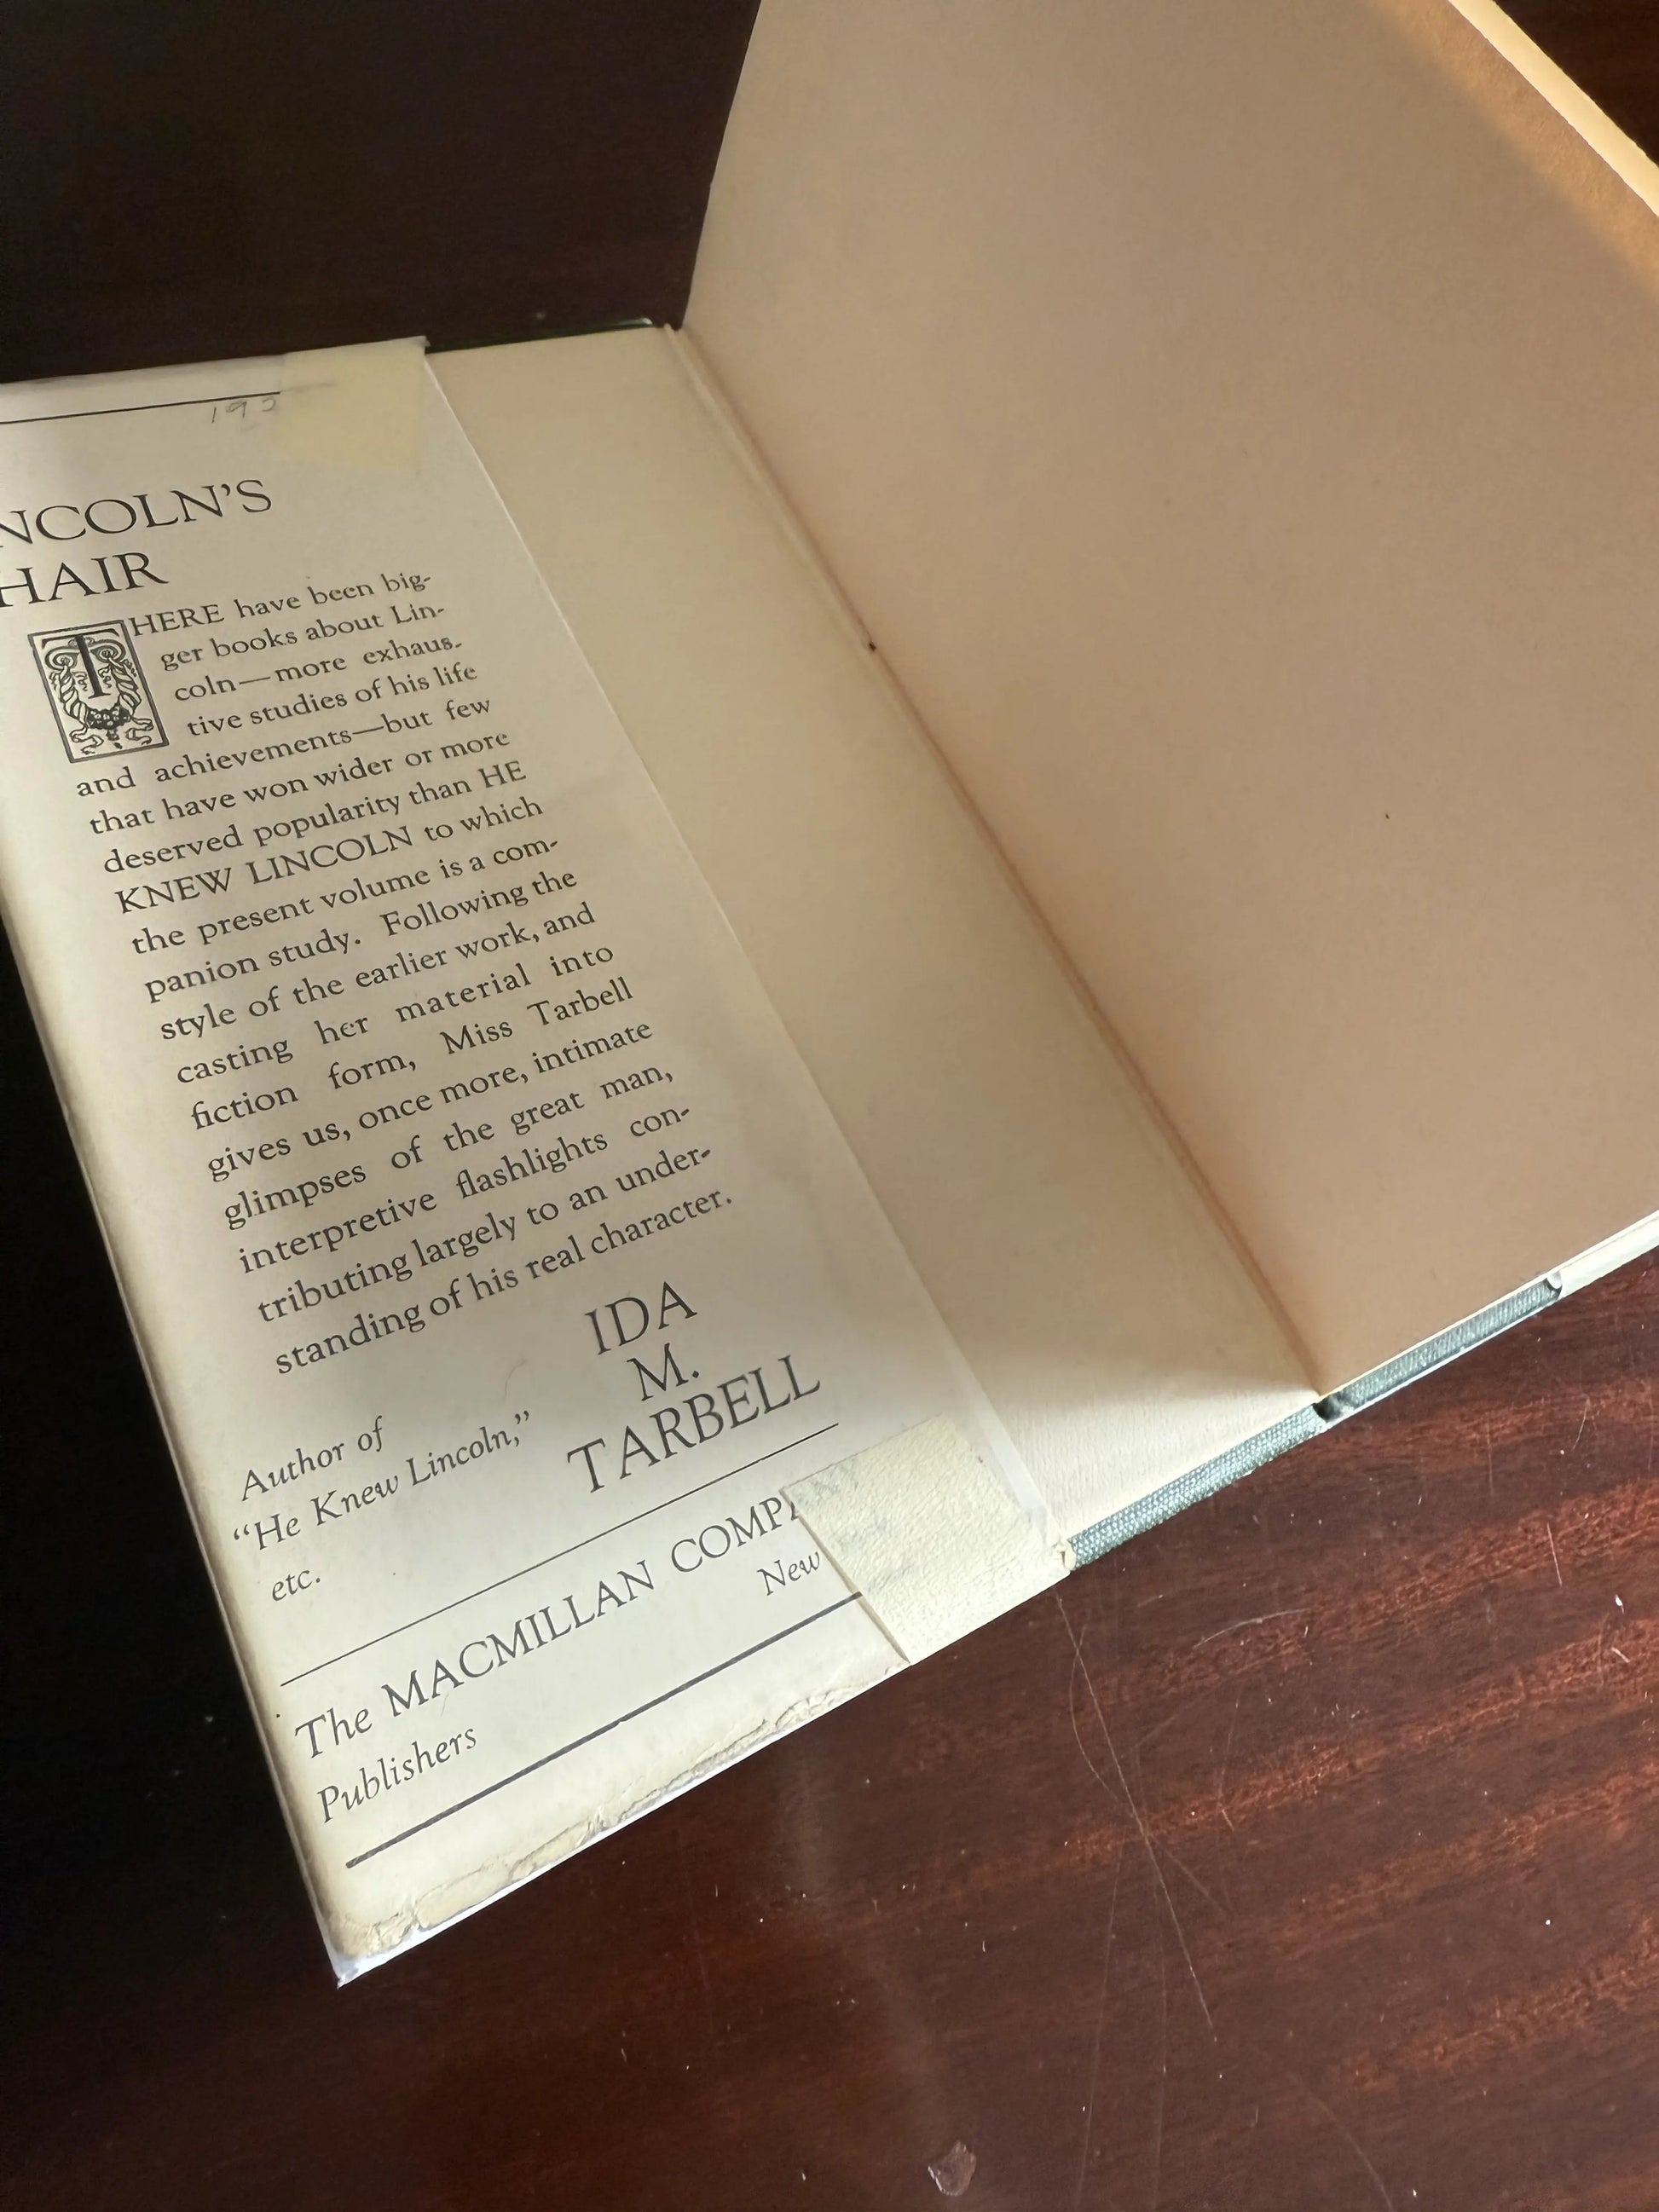 NCOLN'S
HAIR
THERE have been big-
ger books about Lin-
coln—more exhaus-
tive studies of his life
and achievements—but few
that have won wider or more
deserved popularity than HE
KNEW LINCOLN to which
the present volume is a com-
panion study. Following the
style of the earlier work, and
casting her material into
fiction form, Miss Tarbell
gives us, once more, intimate
glimpses of the great man,
interpretive flashlights con-
tributing largely to an under-
standing of his real character.
IDA
M.
TARBELL
Author of
“He Knew Lincoln,”
etc.
The MACMILLAN COMPA
New
Publishers